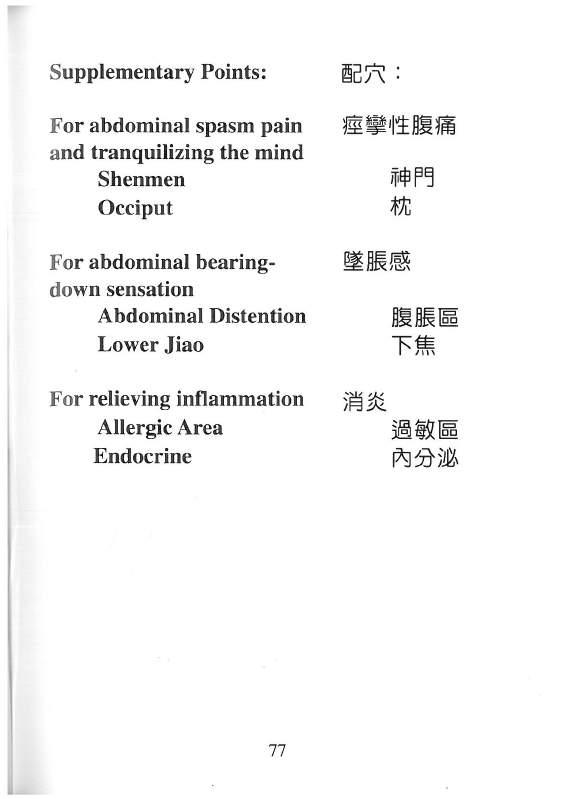 Supplementary Points: 配穴：
For abdominal spasm pain 痙攣性腹痛
and tranquilizing the mind
Shenmen 神門
Occiput 枕
For abdominal bearing- 墜脹感
down sensation
Abdominal Distention 腹脹區
Lower Jiao 下焦
For relieving inflammation 消炎
Allergic Area 過敏區
Endocrine 內分泌
77